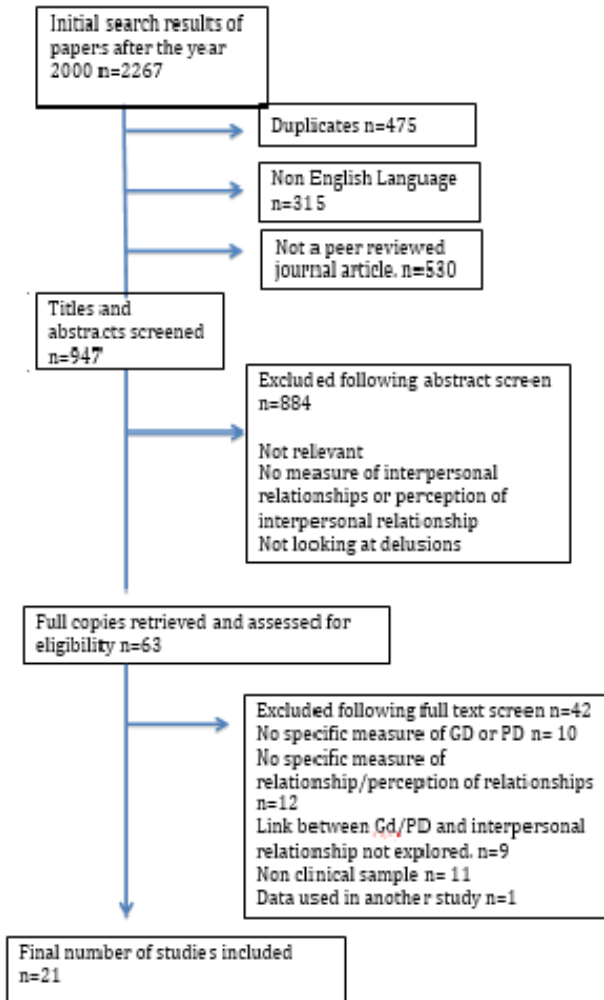 Initial search results of
papers after the year
2000 n=2267
Duplicates n=475
Non English Language
n=315
Not a peer reviewed
journal article. n=530
Titles and
abstracts screened
n=947
Excluded following abstract screen
n=884
Not relevant
No measure of interpersonal
relationships or perception of
interpersonal relationship
Not looking at delusions
Full copies retrieved and assessed for
eligibility n=63
Excluded following full text screen n=42
No specific measure of GD or PD n= 10
No specific measure of
relationship/perception of relationships
n=12
Link between Gd/PD and interpersonal
relationship not explored. n=9
Non clinical sample n= 11
Data used in another study n=1
Final number of studies included
n=21